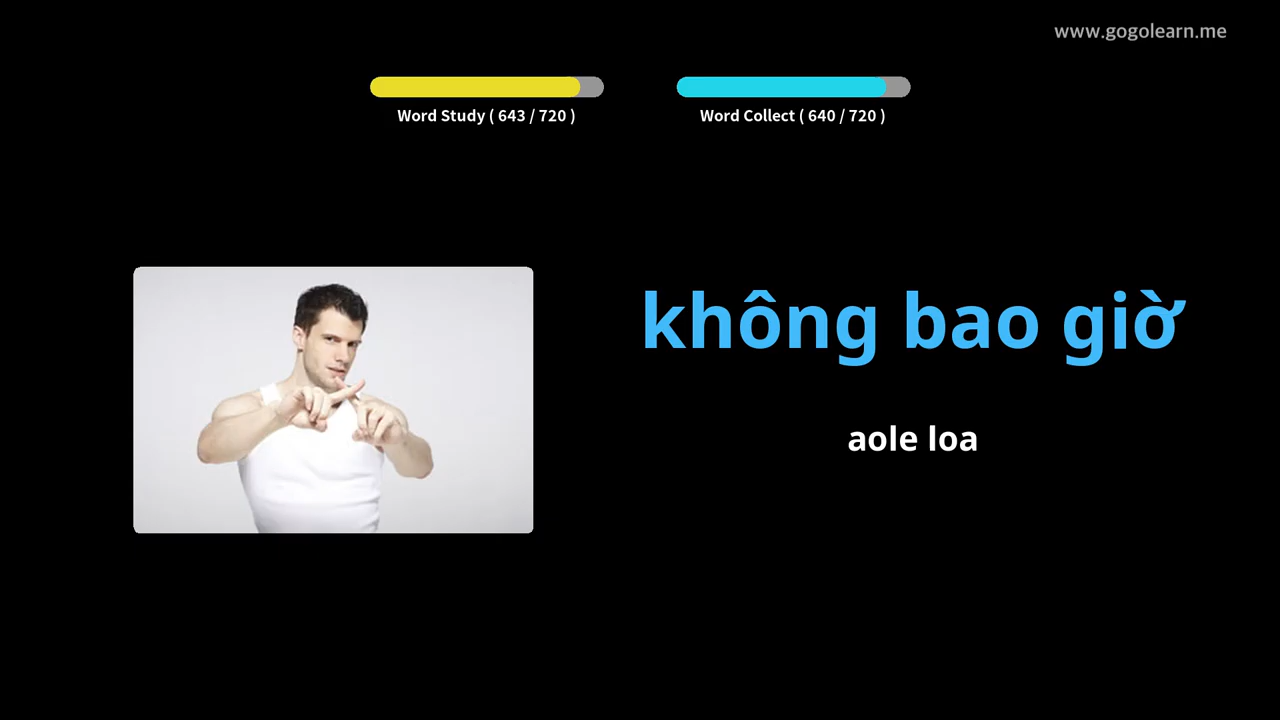 www.gogolearn.me
Word Study ( 643 / 720 )
Word Collect ( 640 / 720 )
không bao giờ
aole loa